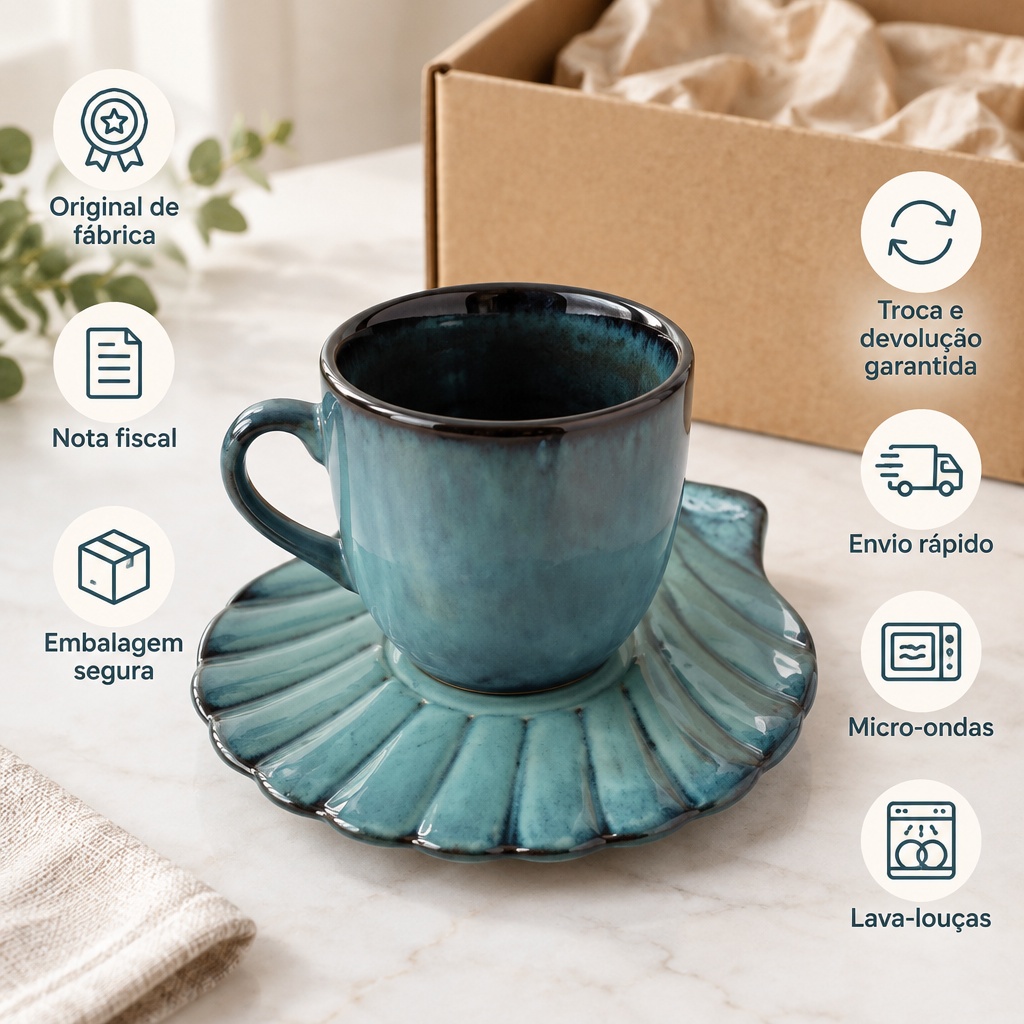 Original de
fábrica
Nota fiscal
Embalagem
segura
Troca e
devolução
garantida
Envio rápido
Micro-ondas
Lava-louças